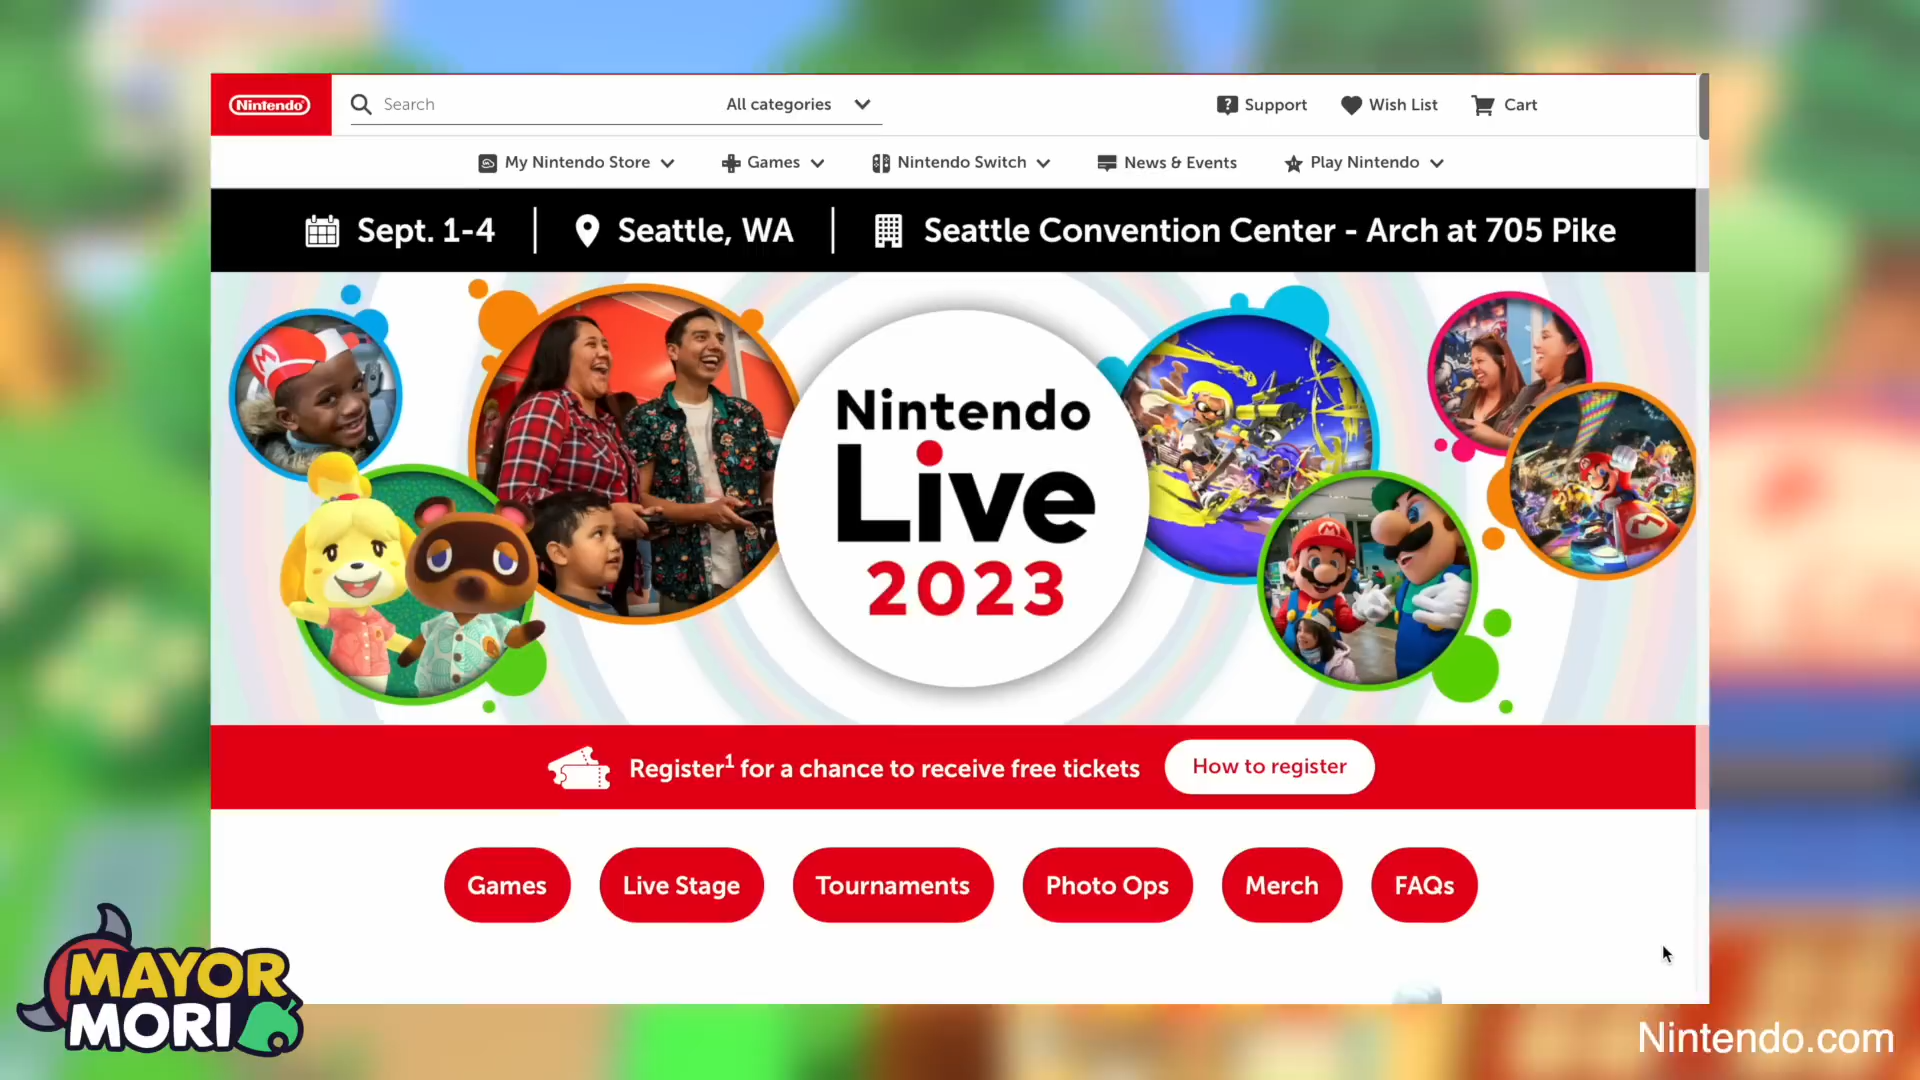 Nintendo
Search
All categories
Support
Wish List
Cart
My Nintendo Store
Games
Nintendo Switch
News & Events
Play Nintendo
Sept. 1-4
Seattle, WA
Seattle Convention Center - Arch at 705 Pike
Nintendo
Live
2023
Register¹ for a chance to receive free tickets
How to register
Games
Live Stage
Tournaments
Photo Ops
Merch
FAQs
MAYOR
MORI
Nintendo.com